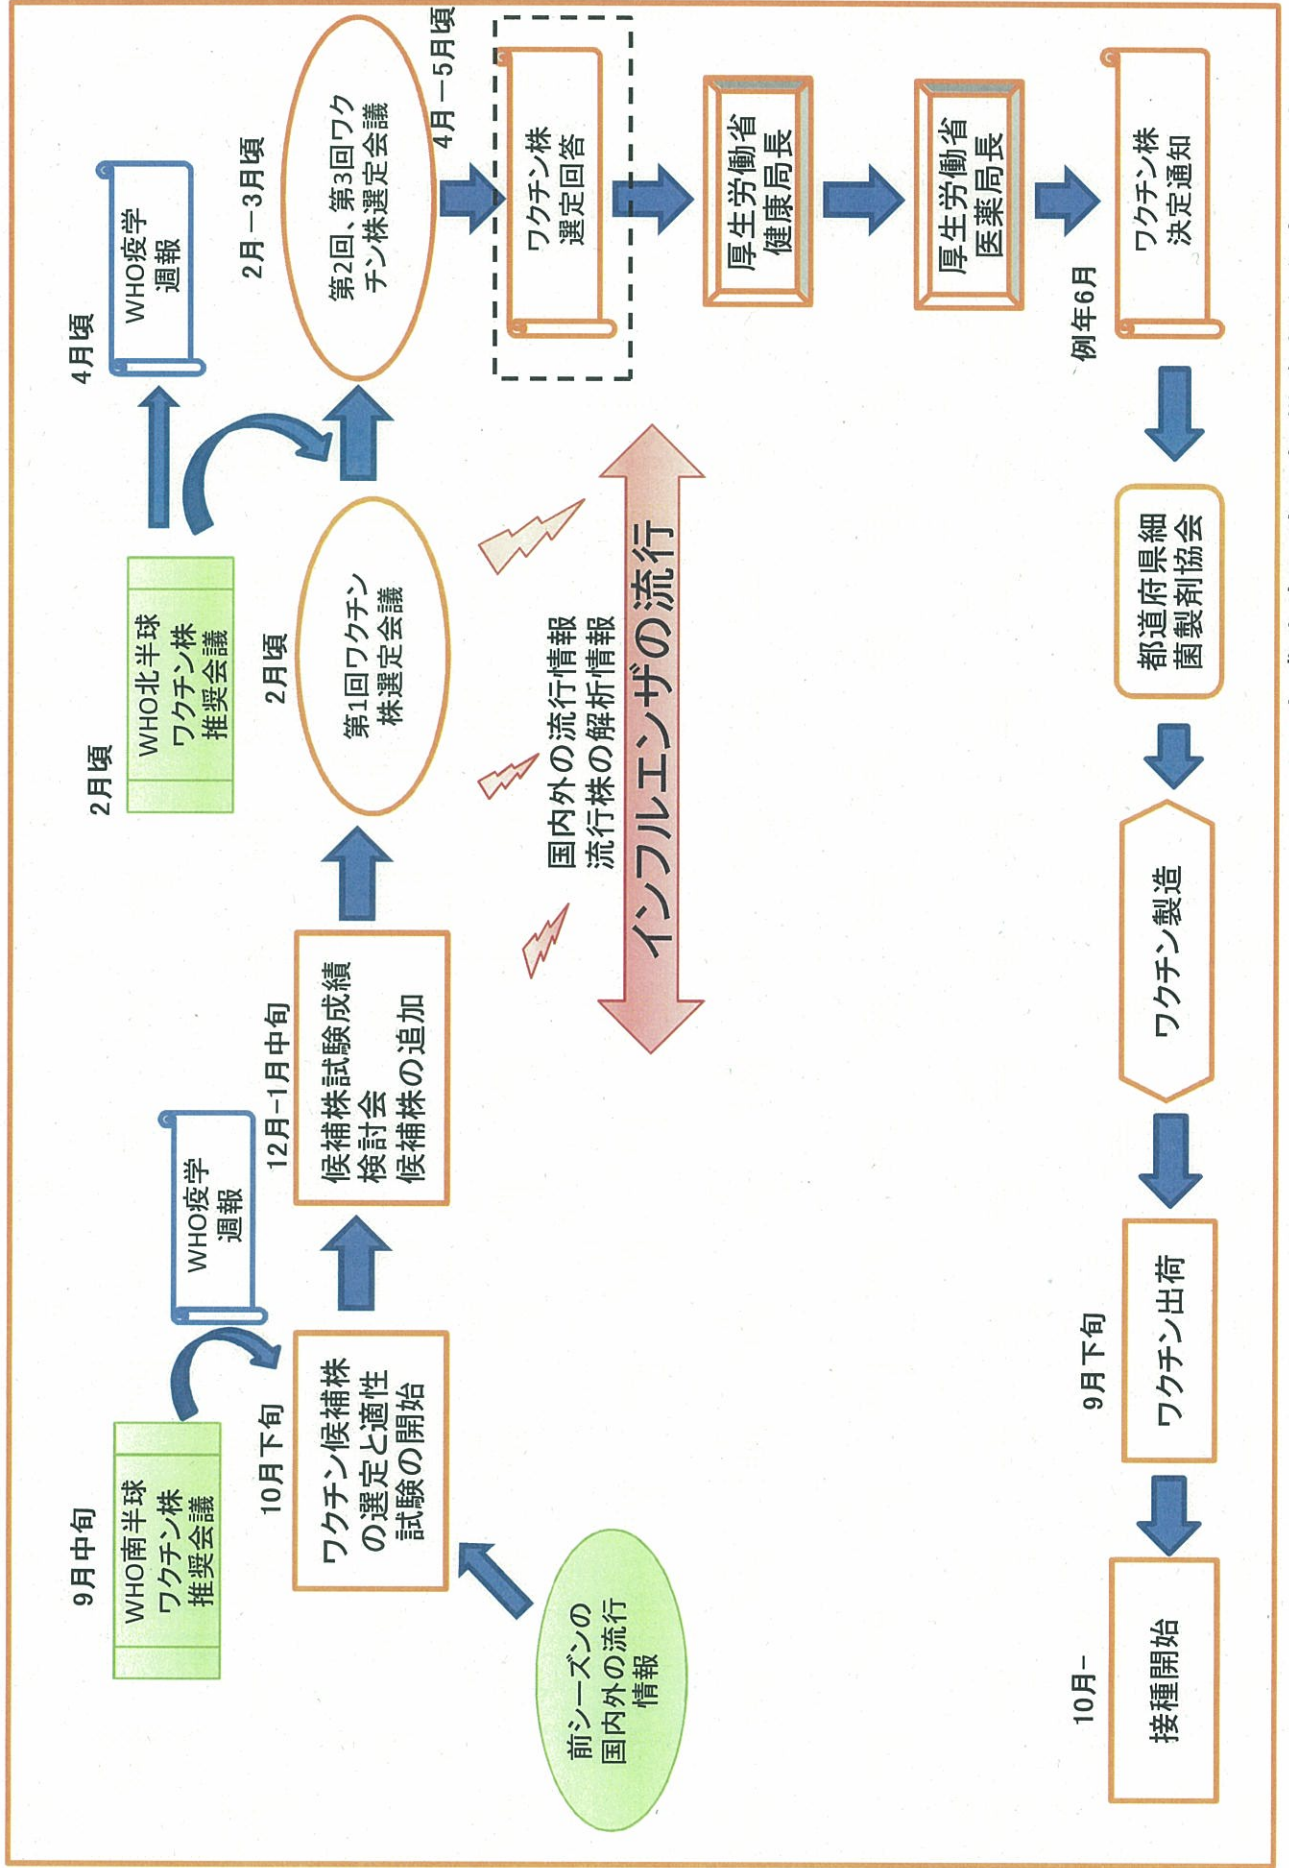 9月中旬
WHO南半球
ワクチン株
推奨会議
WHO疫学
週報
2月頃
WHO北半球
ワクチン株
推奨会議
4月頃
WHO疫学
週報
10月下旬
ワクチン候補株
の選定と適性
試験の開始
12月-1月中旬
候補株試験成績
検討会
候補株の追加
2月頃
第1回ワクチン
株選定会議
2月ー3月頃
第2回、第3回ワク
チン株選定会議
前シーズンの
国内外の流行
情報
国内外の流行情報
流行株の解析情報
インフルエンザの流行
4月ー5月頃
ワクチン株
選定回答
厚生労働省
健康局長
厚生労働省
医薬局長
例年6月
ワクチン株
決定通知
都道府県細
菌製剤協会
ワクチン製造
9月下旬
ワクチン出荷
10月-
接種開始